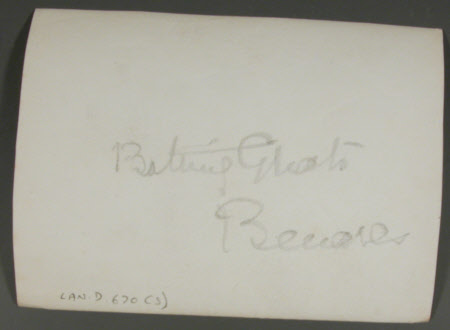 Bathing Ghats
Benares
LAN.D.670(S)